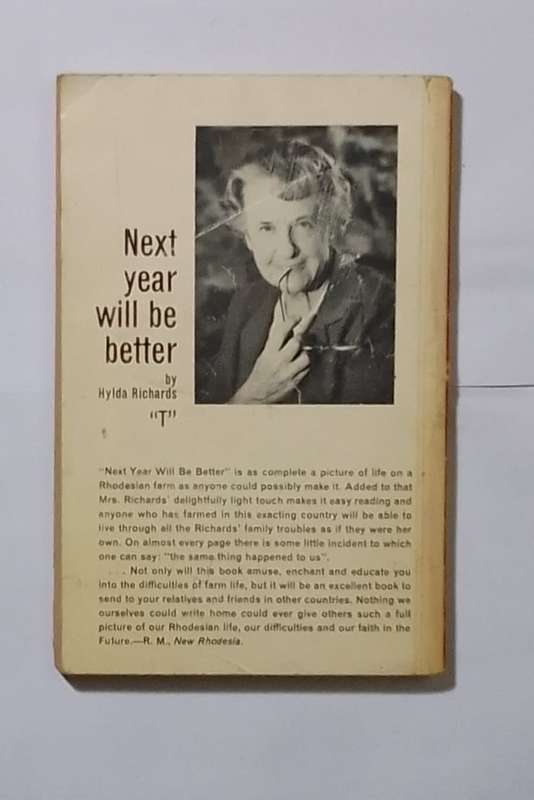 Next
year
will be
better
by
Hylda Richards
"T"
"Next Year Will Be Better" is as complete a picture of life on a
Rhodesian farm as anyone could possibly make it. Added to that
Mrs. Richards' delightfully light touch makes it easy reading and
anyone who has farmed in this exacting country will be able to
live through all the Richards' family troubles as if they were her
own. On almost every page there is some little incident to which
one can say: "the same thing happened to us".
. . . . Not only will this book amuse, enchant and educate you
into the difficulties of farm life, but it will be an excellent book to
send to your relatives and friends in other countries. Nothing we
ourselves could write home could ever give others such a full
picture of our Rhodesian life, our difficulties and our faith in the
Future.—R. M., New Rhodesia.